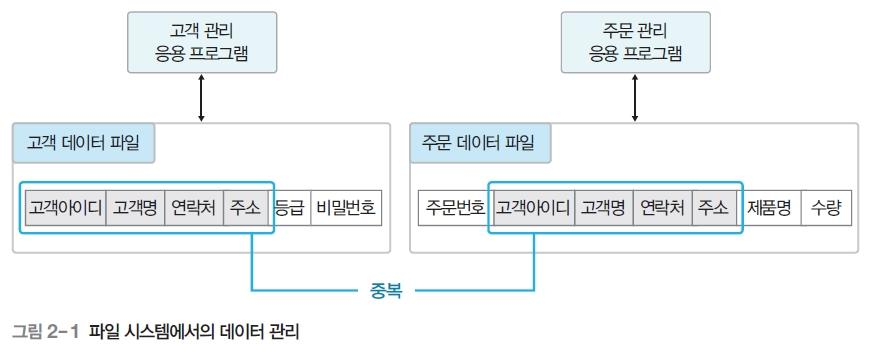 고객 관리
응용 프로그램
주문 관리
응용 프로그램
고객 데이터 파일
주문 데이터 파일
고객아이디 고객명 연락처 주소 등급 비밀번호
주문번호 고객아이디 고객명 연락처 주소 제품명 수량
중복
그림 2-1 파일 시스템에서의 데이터 관리